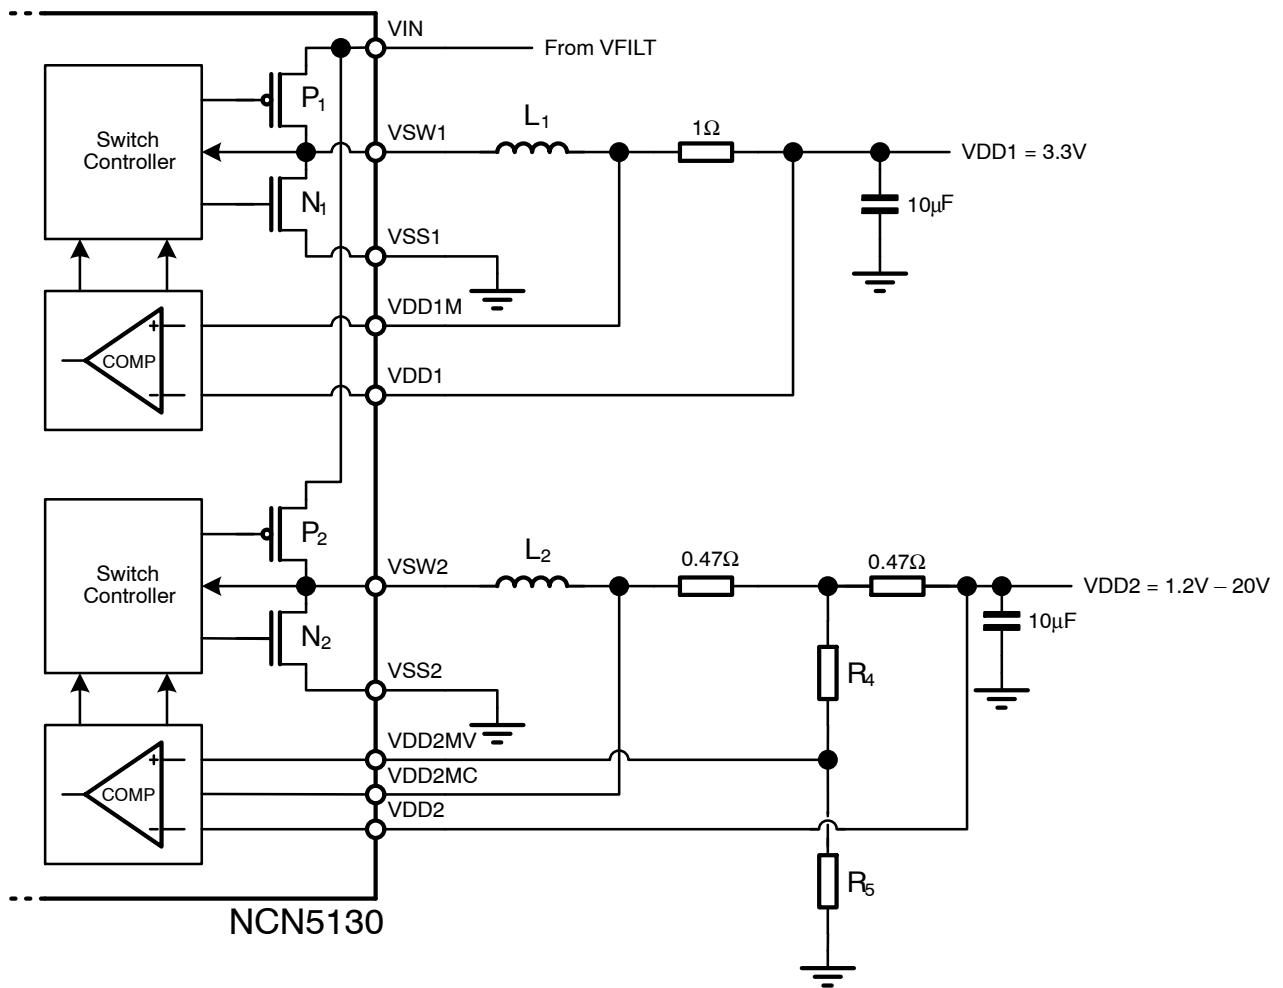 VIN
From VFILT
P1
L1
1Ω
Switch
Controller
VSW1
VDD1 = 3.3V
N1
10µF
VSS1
VDD1M
+
COMP
–
VDD1
P2
L2
0.47Ω
0.47Ω
Switch
Controller
VSW2
VDD2 = 1.2V – 20V
N2
10µF
VSS2
R4
VDD2MV
+
VDD2MC
COMP
VDD2
–
R5
NCN5130